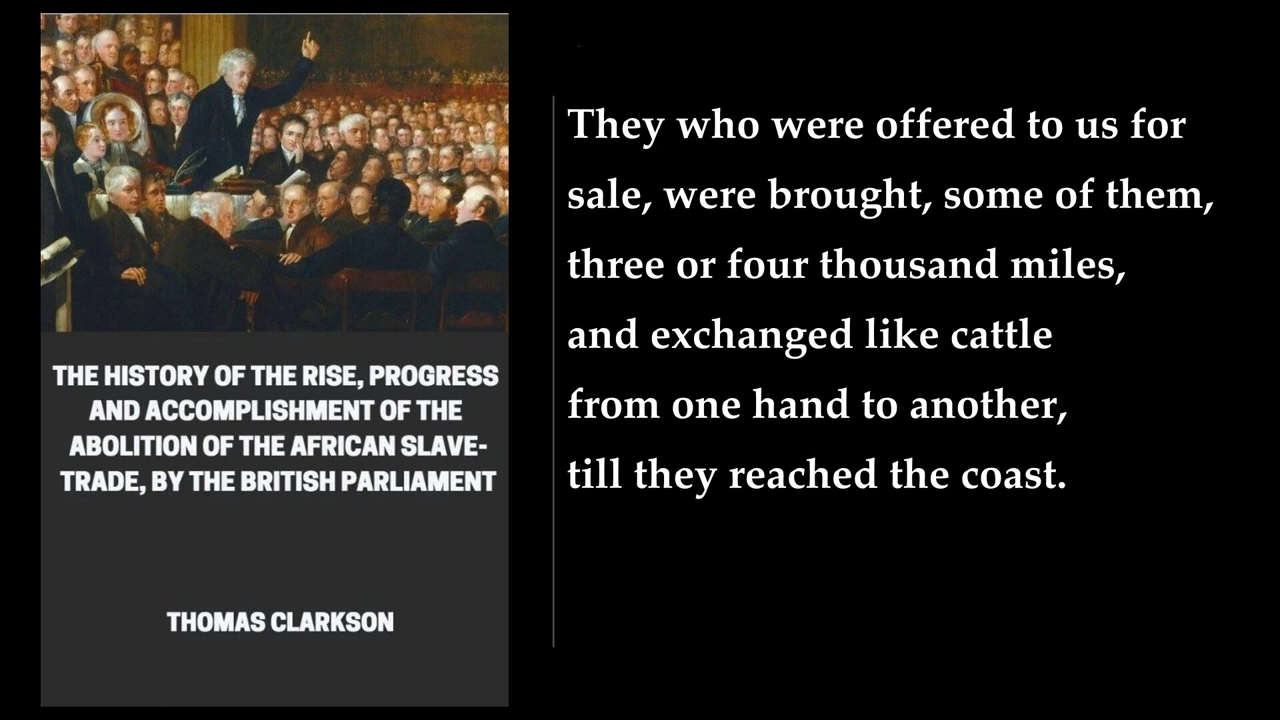 THE HISTORY OF THE RISE, PROGRESS
AND ACCOMPLISHMENT OF THE
ABOLITION OF THE AFRICAN SLAVE-
TRADE, BY THE BRITISH PARLIAMENT
THOMAS CLARKSON
They who were offered to us for
sale, were brought, some of them,
three or four thousand miles,
and exchanged like cattle
from one hand to another,
till they reached the coast.